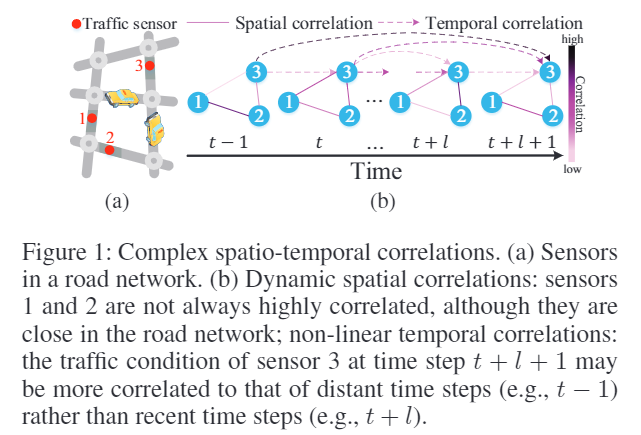 Traffic sensor
Spatial correlation
Temporal correlation
high
3
1
2
3
1
2
3
1
2
3
1
2
3
1
2
...
Correlation
low
t − 1
t
...
t + l
t + l + 1
Time
(a)
(b)
Figure 1: Complex spatio-temporal correlations. (a) Sensors
in a road network. (b) Dynamic spatial correlations: sensors
1 and 2 are not always highly correlated, although they are
close in the road network; non-linear temporal correlations:
the traffic condition of sensor 3 at time step t + l + 1 may
be more correlated to that of distant time steps (e.g., t − 1)
rather than recent time steps (e.g., t + l).